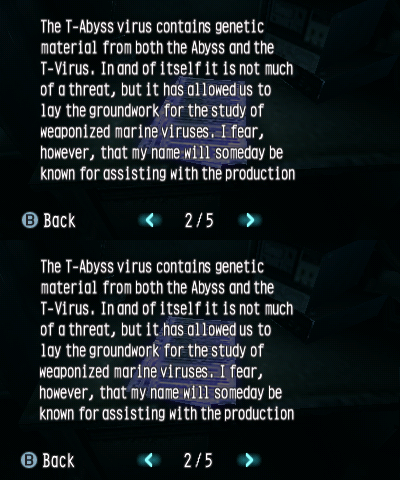 The T-Abyss virus contains genetic
material from both the Abyss and the
T-Virus. In and of itself it is not much
of a threat, but it has allowed us to
lay the groundwork for the study of
weaponized marine viruses. I fear,
however, that my name will someday be
known for assisting with the production
B Back
2/5
The T-Abyss virus contains genetic
material from both the Abyss and the
T-Virus. In and of itself it is not much
of a threat, but it has allowed us to
lay the groundwork for the study of
weaponized marine viruses. I fear,
however, that my name will someday be
known for assisting with the production
B Back
2/5